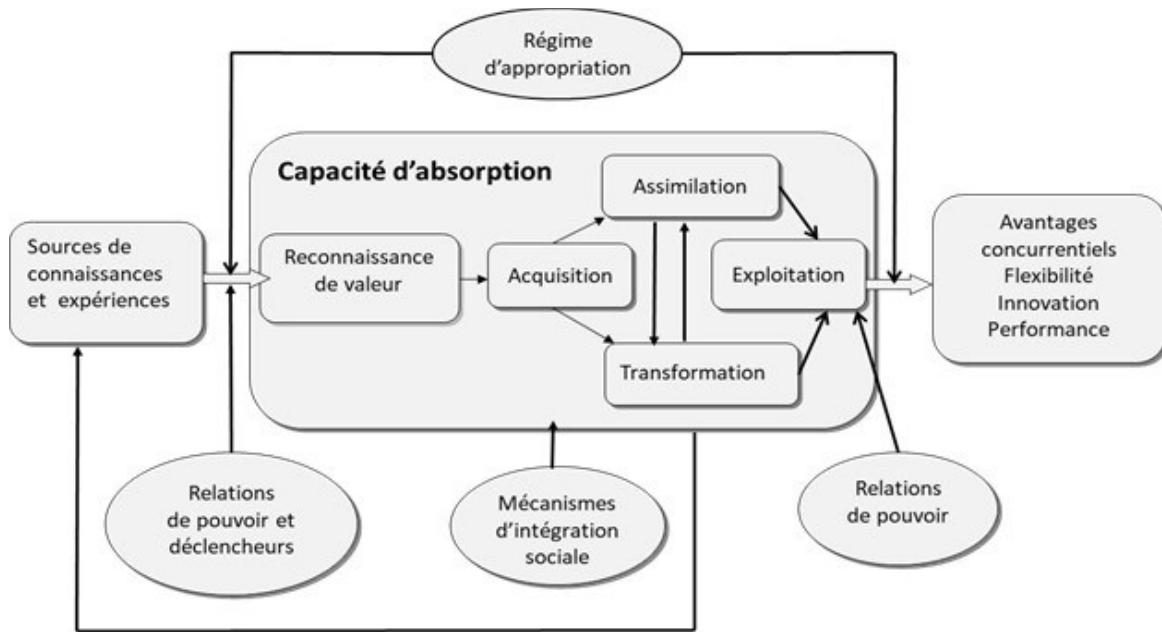 Régime
d’appropriation
Capacité d’absorption
Assimilation
Sources de
connaissances
et expériences
Reconnaissance
de valeur
Acquisition
Exploitation
Avantages
concurrentiels
Flexibilité
Innovation
Performance
Transformation
Relations
de pouvoir et
déclencheurs
Mécanismes
d’intégration
sociale
Relations
de pouvoir